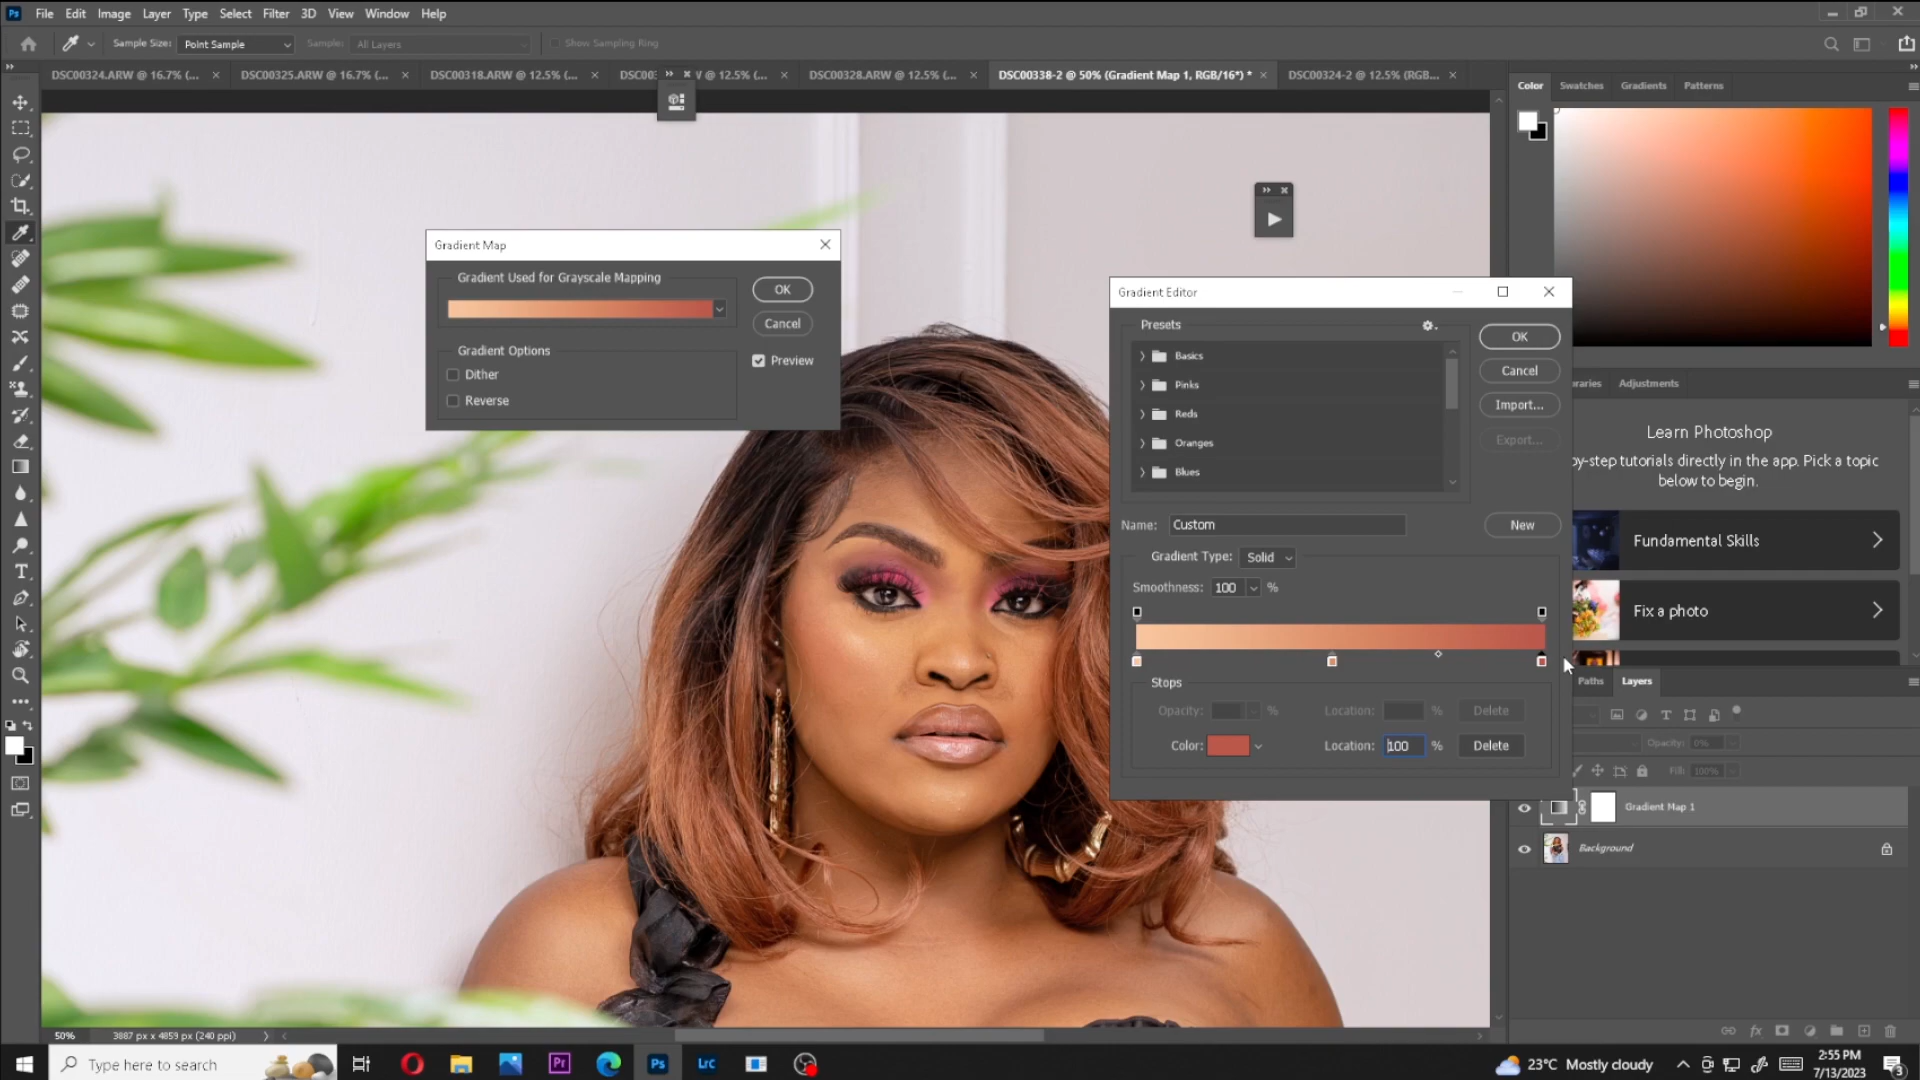 Ps File Edit Image Layer Type Select Filter 3D View Window Help
Sample Size: Point Sample Sample: All Layers Show Sampling Ring
DSC00324.ARW @ 16.7% (... × DSC00325.ARW @ 16.7% (... × DSC00318.ARW @ 12.5% (... × DSC00 V @ 12.5% (... × DSC00328.ARW @ 12.5% (... × DSC00338-2 @ 50% (Gradient Map 1, RGB/16*) * × DSC00324-2 @ 12.5% (RGB... ×
Color Swatches Gradients Patterns
Gradient Map
Gradient Used for Grayscale Mapping
OK
Cancel
Gradient Options
Preview
Dither
Reverse
Gradient Editor
Presets
Basics
Pinks
Reds
Oranges
Blues
OK
Cancel
Import...
Export...
Name: Custom
New
Gradient Type: Solid
Smoothness: 100 %
Stops
Opacity: % Location: % Delete
Color: Location: 100 % Delete
raries Adjustments
Learn Photoshop
by-step tutorials directly in the app. Pick a topic
below to begin.
Fundamental Skills
Fix a photo
Paths Layers
Opacity: 0%
Fill: 100%
Gradient Map 1
Background
50% 3887 px x 4859 px (240 ppi)
Type here to search
Pr Ps Lrc
23°C Mostly cloudy
2:55 PM
7/13/2023
3